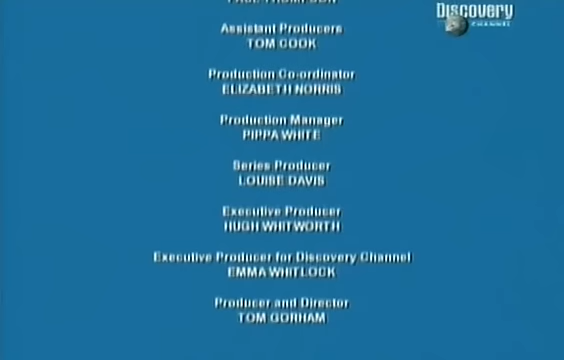 Discovery
CHANNEL
Assistant Producers
TOM COOK
Production Co-ordinator
ELIZABETH NORRIS
Production Manager
PIPPA WHITE
Series Producer
LOUISE DAVIS
Executive Producer
HUGH WHITWORTH
Executive Producer for Discovery Channel
EMMA WHITLOCK
Producer and Director
TOM GORHAM